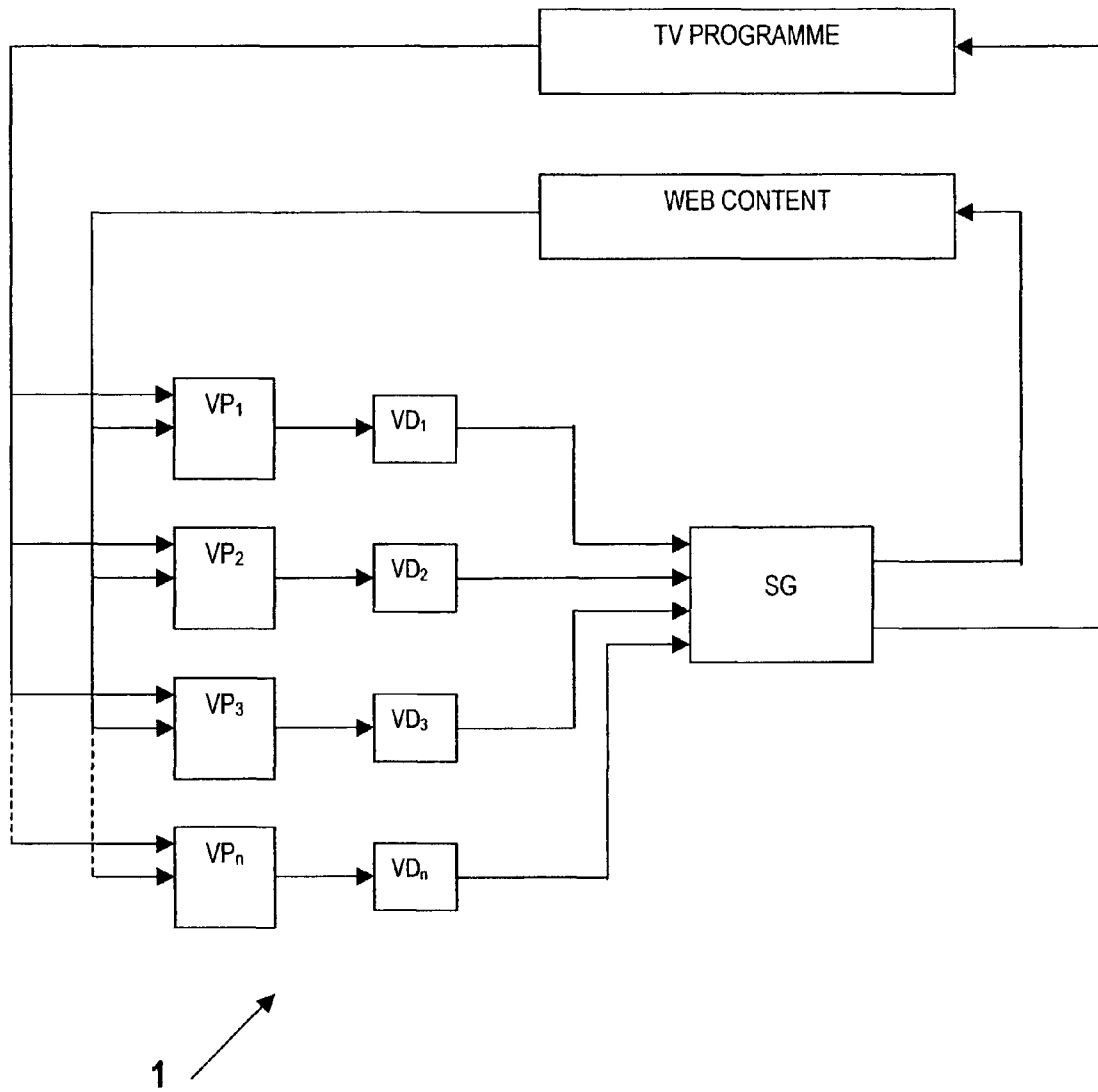 TV PROGRAMME
WEB CONTENT
VP₁
VD₁
VP₂
VD₂
SG
VP₃
VD₃
VPₙ
VDₙ
1